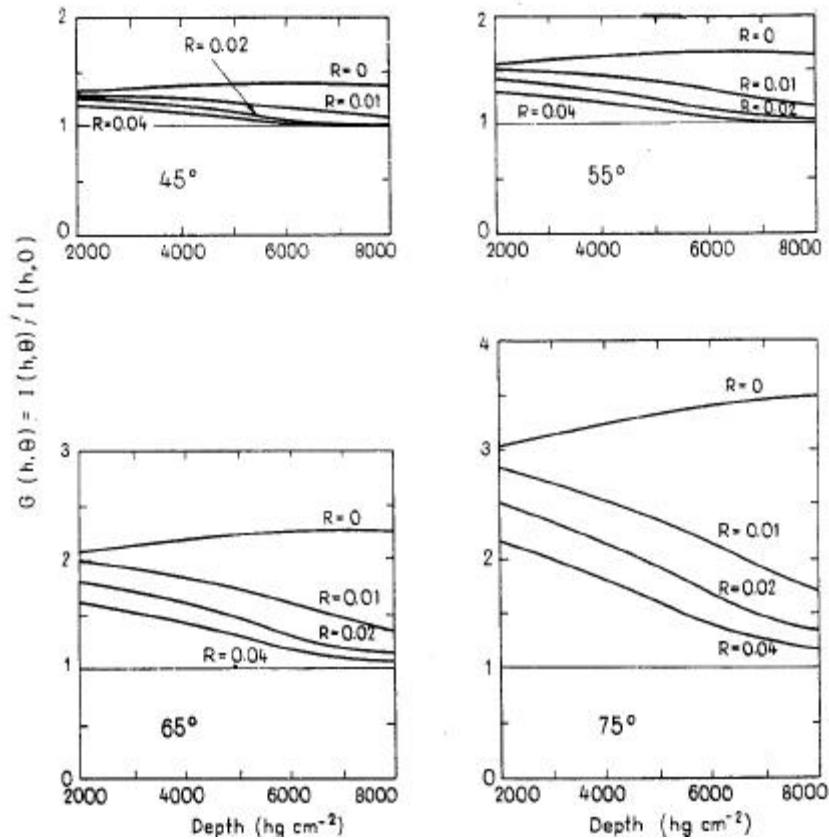 G (h,θ) = I (h,θ) / I (h,0)
2
R=0.02
R=0
R=0.01
1
R=0.04
45°
0
2000 4000 6000 8000
2
R=0
R=0.01
R=0.02
R=0.04
1
55°
0
2000 4000 6000 8000
3
R=0
2
R=0.01
R=0.02
R=0.04
1
65°
0
2000 4000 6000 8000
Depth (hg cm⁻²)
4
R=0
3
2
R=0.01
R=0.02
R=0.04
1
75°
0
2000 4000 6000 8000
Depth (hg cm⁻²)